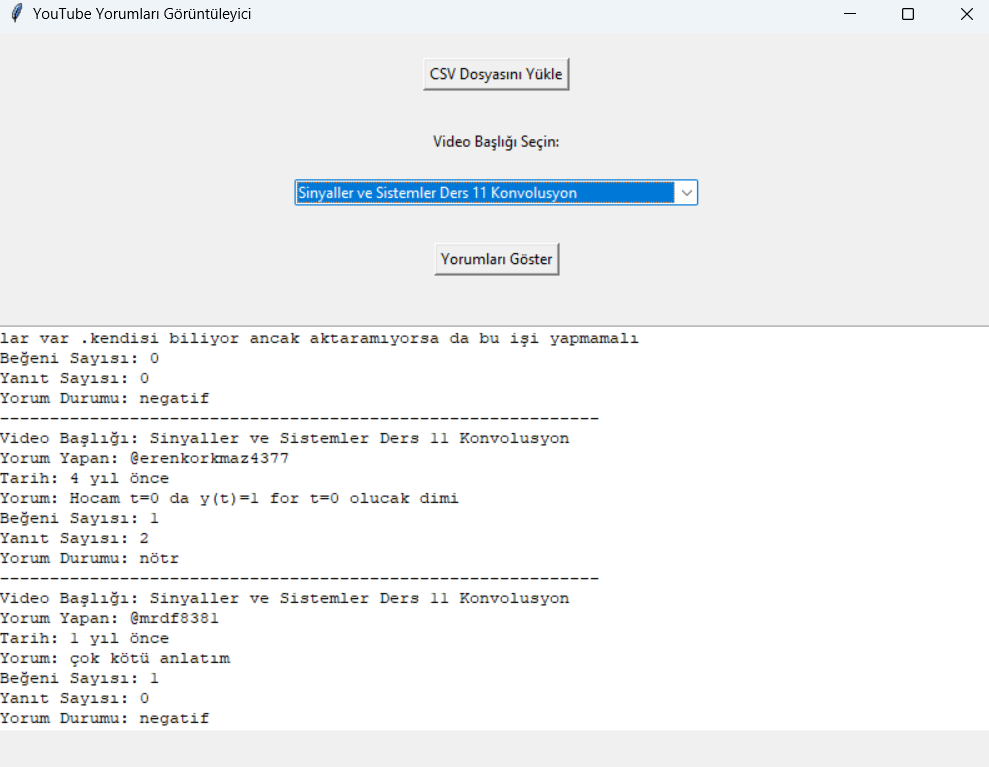 YouTube Yorumları Görüntüleyici
CSV Dosyasını Yükle
Video Başlığı Seçin:
Sinyaller ve Sistemler Ders 11 Konvolusyon
Yorumları Göster
lar var .kendisi biliyor ancak aktaramıyorsa da bu işi yapmamalı
Beğeni Sayısı: 0
Yanıt Sayısı: 0
Yorum Durumu: negatif
------------------------------------------------------------
Video Başlığı: Sinyaller ve Sistemler Ders 11 Konvolusyon
Yorum Yapan: @erenkorkmaz4377
Tarih: 4 yıl önce
Yorum: Hocam t=0 da y(t)=1 for t=0 olucak dimi
Beğeni Sayısı: 1
Yanıt Sayısı: 2
Yorum Durumu: nötr
------------------------------------------------------------
Video Başlığı: Sinyaller ve Sistemler Ders 11 Konvolusyon
Yorum Yapan: @mrdf8381
Tarih: 1 yıl önce
Yorum: çok kötü anlatım
Beğeni Sayısı: 1
Yanıt Sayısı: 0
Yorum Durumu: negatif